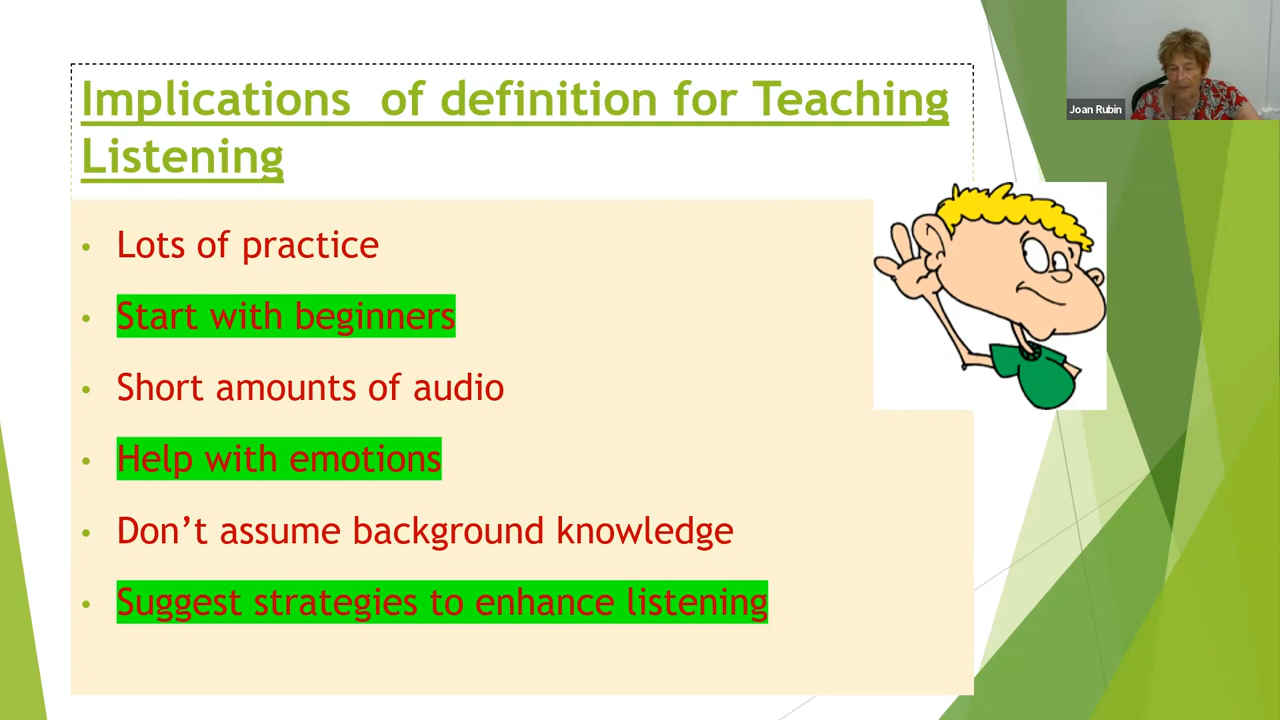 Implications  of definition for Teaching
Listening
Joan Rubin
• Lots of practice
• Start with beginners
• Short amounts of audio
• Help with emotions
• Don’t assume background knowledge
• Suggest strategies to enhance listening